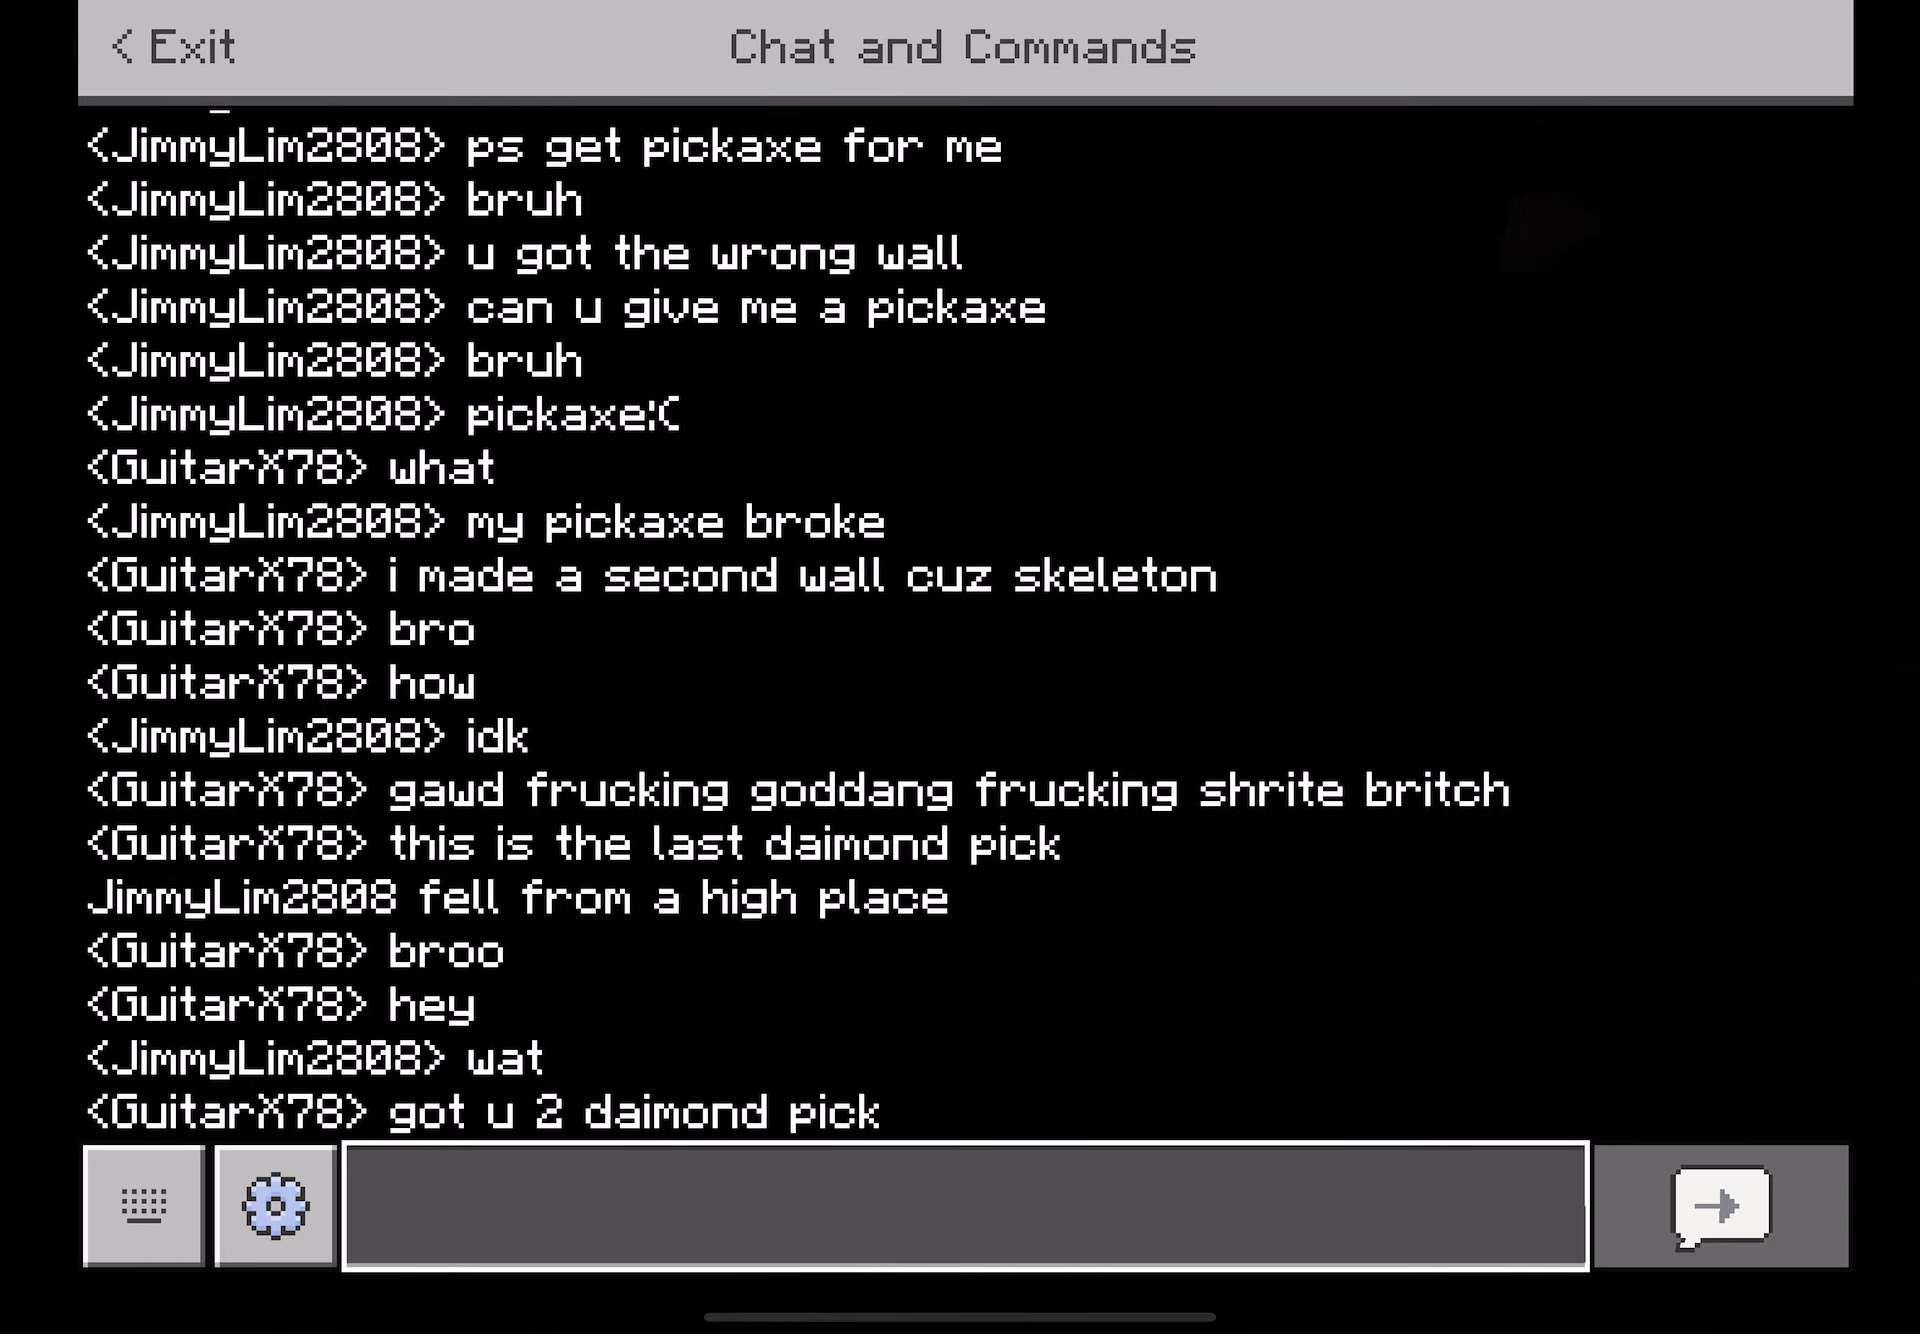 < Exit
Chat and Commands
<JimmyLim2808> ps get pickaxe for me
<JimmyLim2808> bruh
<JimmyLim2808> u got the wrong wall
<JimmyLim2808> can u give me a pickaxe
<JimmyLim2808> bruh
<JimmyLim2808> pickaxe:(
<GuitarX78> what
<JimmyLim2808> my pickaxe broke
<GuitarX78> i made a second wall cuz skeleton
<GuitarX78> bro
<GuitarX78> how
<JimmyLim2808> idk
<GuitarX78> gawd frucking goddang frucking shrite britch
<GuitarX78> this is the last daimond pick
JimmyLim2808 fell from a high place
<GuitarX78> broo
<GuitarX78> hey
<JimmyLim2808> wat
<GuitarX78> got u 2 daimond pick